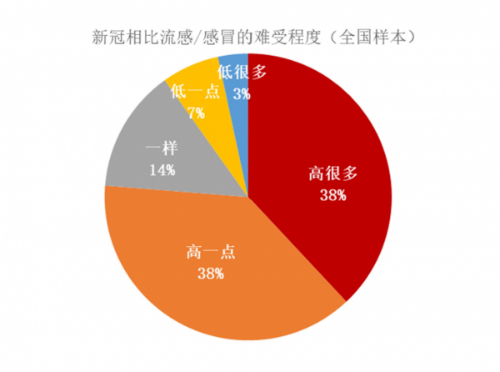 新冠相比流感/感冒的难受程度（全国样本）
低很多
3%
低一点
7%
一样
14%
高很多
38%
高一点
38%